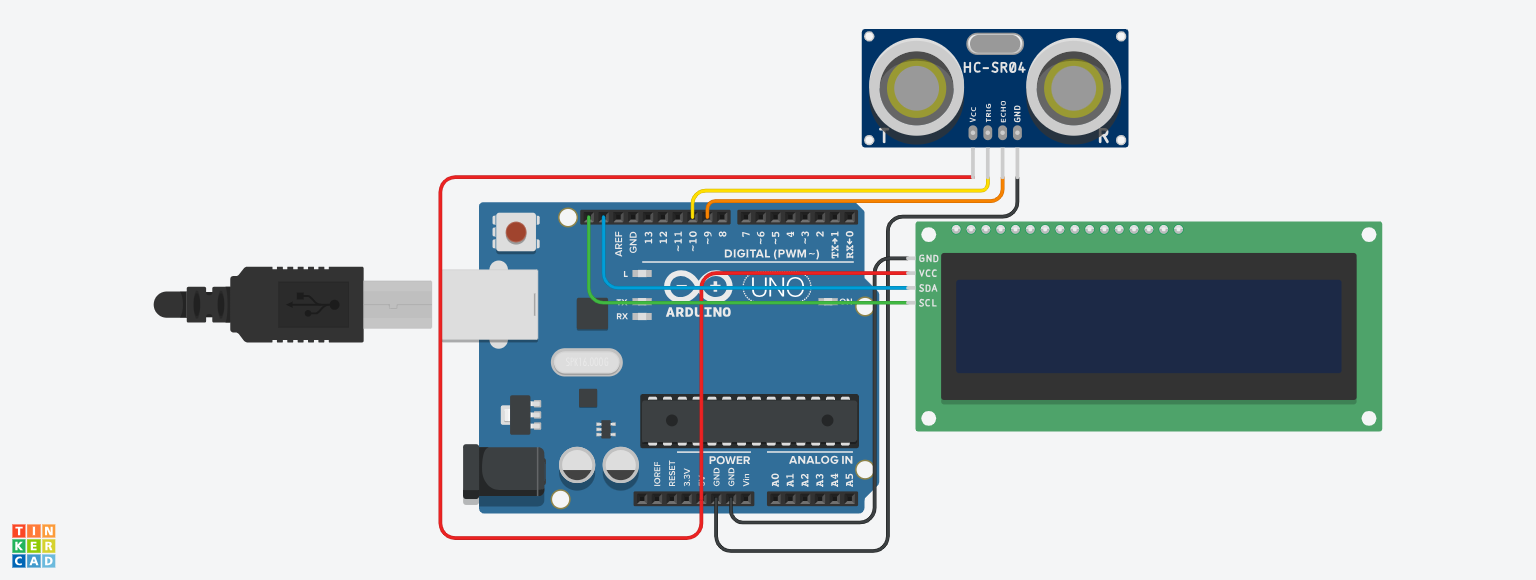 HC-SR04
VCC
TRIG
ECHO
GND
T
R
AREF
GND
13
12
~11
~10
~9
8
7
~6
~5
4
~3
2
TX→1
RX←0
DIGITAL (PWM~)
L
TX
RX
UNO
ON
ARDUINO
GND
VCC
SDA
SCL
POWER
ANALOG IN
IOREF
RESET
3.3V
GND
GND
Vin
A0
A1
A2
A3
A4
A5
TIN
KER
CAD